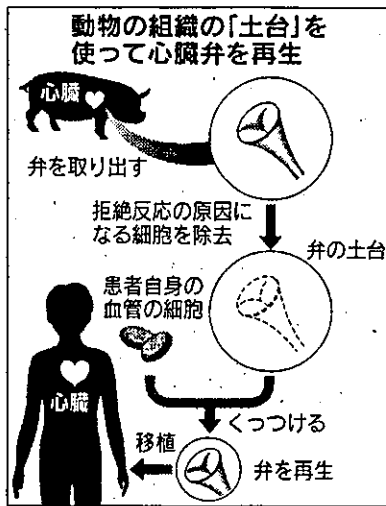 動物の組織の「土台」を
使って心臓弁を再生
心臓
弁を取り出す
拒絶反応の原因に
なる細胞を除去
弁の土台
患者自身の
血管の細胞
心臓
くっつける
移植
弁を再生